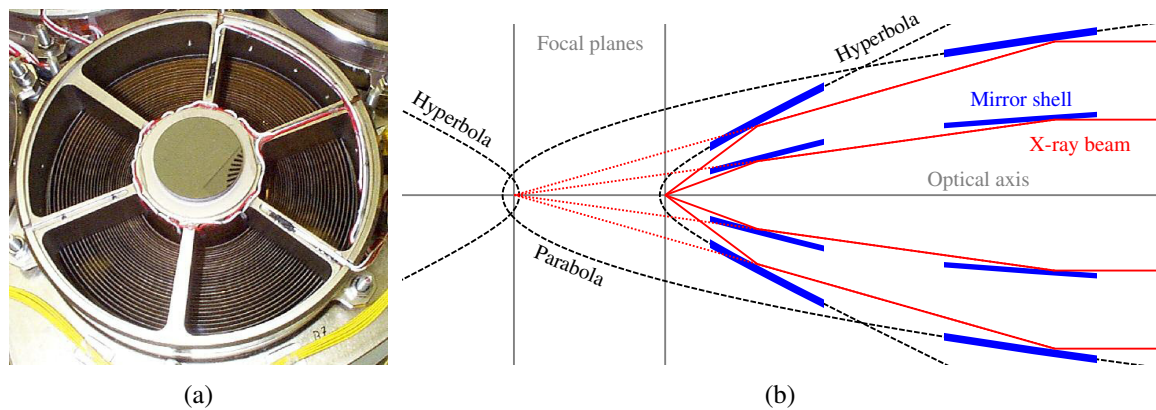 Focal planes
Hyperbola
Hyperbola
Mirror shell
X-ray beam
Optical axis
Parabola
(a)
(b)